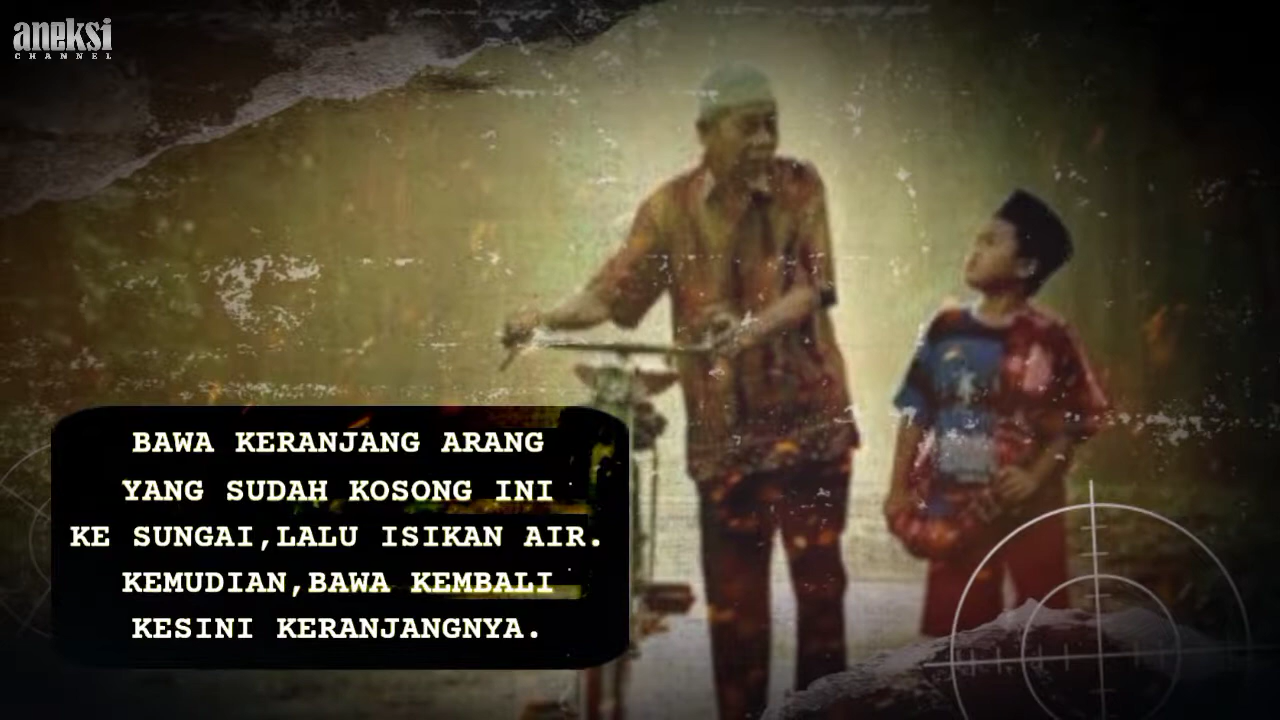 aneksi
CHANNEL
BAWA KERANJANG ARANG
YANG SUDAH KOSONG INI
KE SUNGAI,LALU ISIKAN AIR.
KEMUDIAN,BAWA KEMBALI
KESINI KERANJANGNYA.